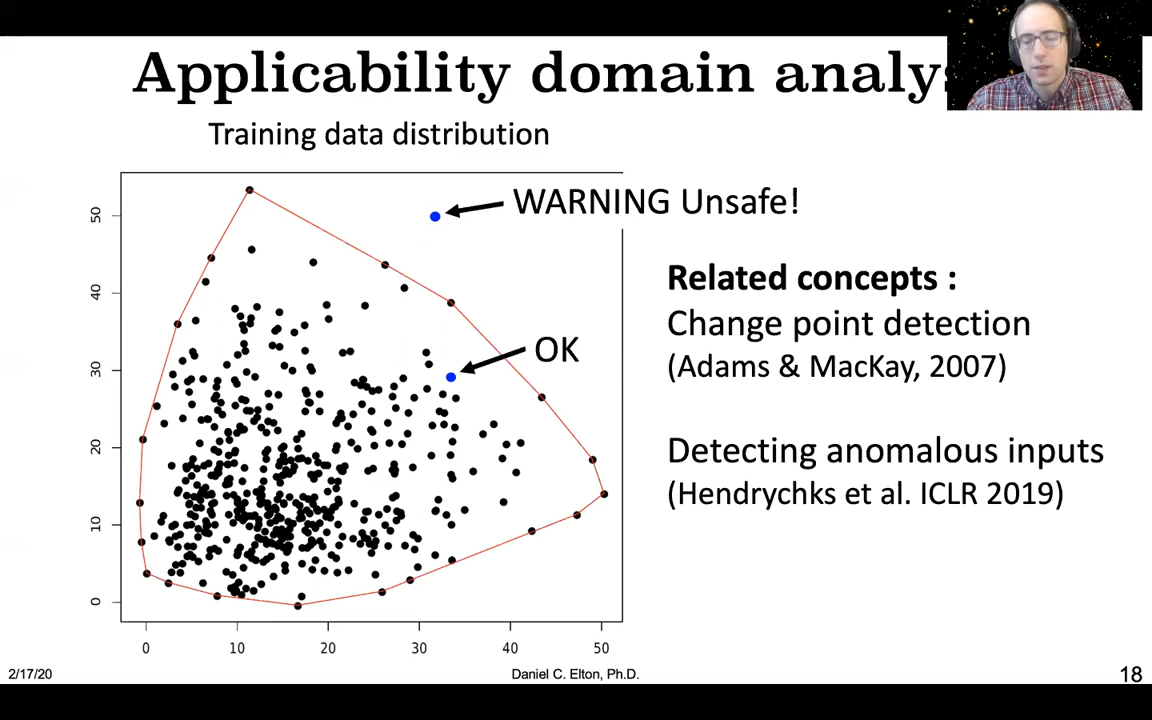 Applicability domain analys
Training data distribution
WARNING Unsafe!
OK
50
40
30
20
10
0
0 10 20 30 40 50
Related concepts :
Change point detection
(Adams & MacKay, 2007)
Detecting anomalous inputs
(Hendrychks et al. ICLR 2019)
2/17/20
Daniel C. Elton, Ph.D.
18